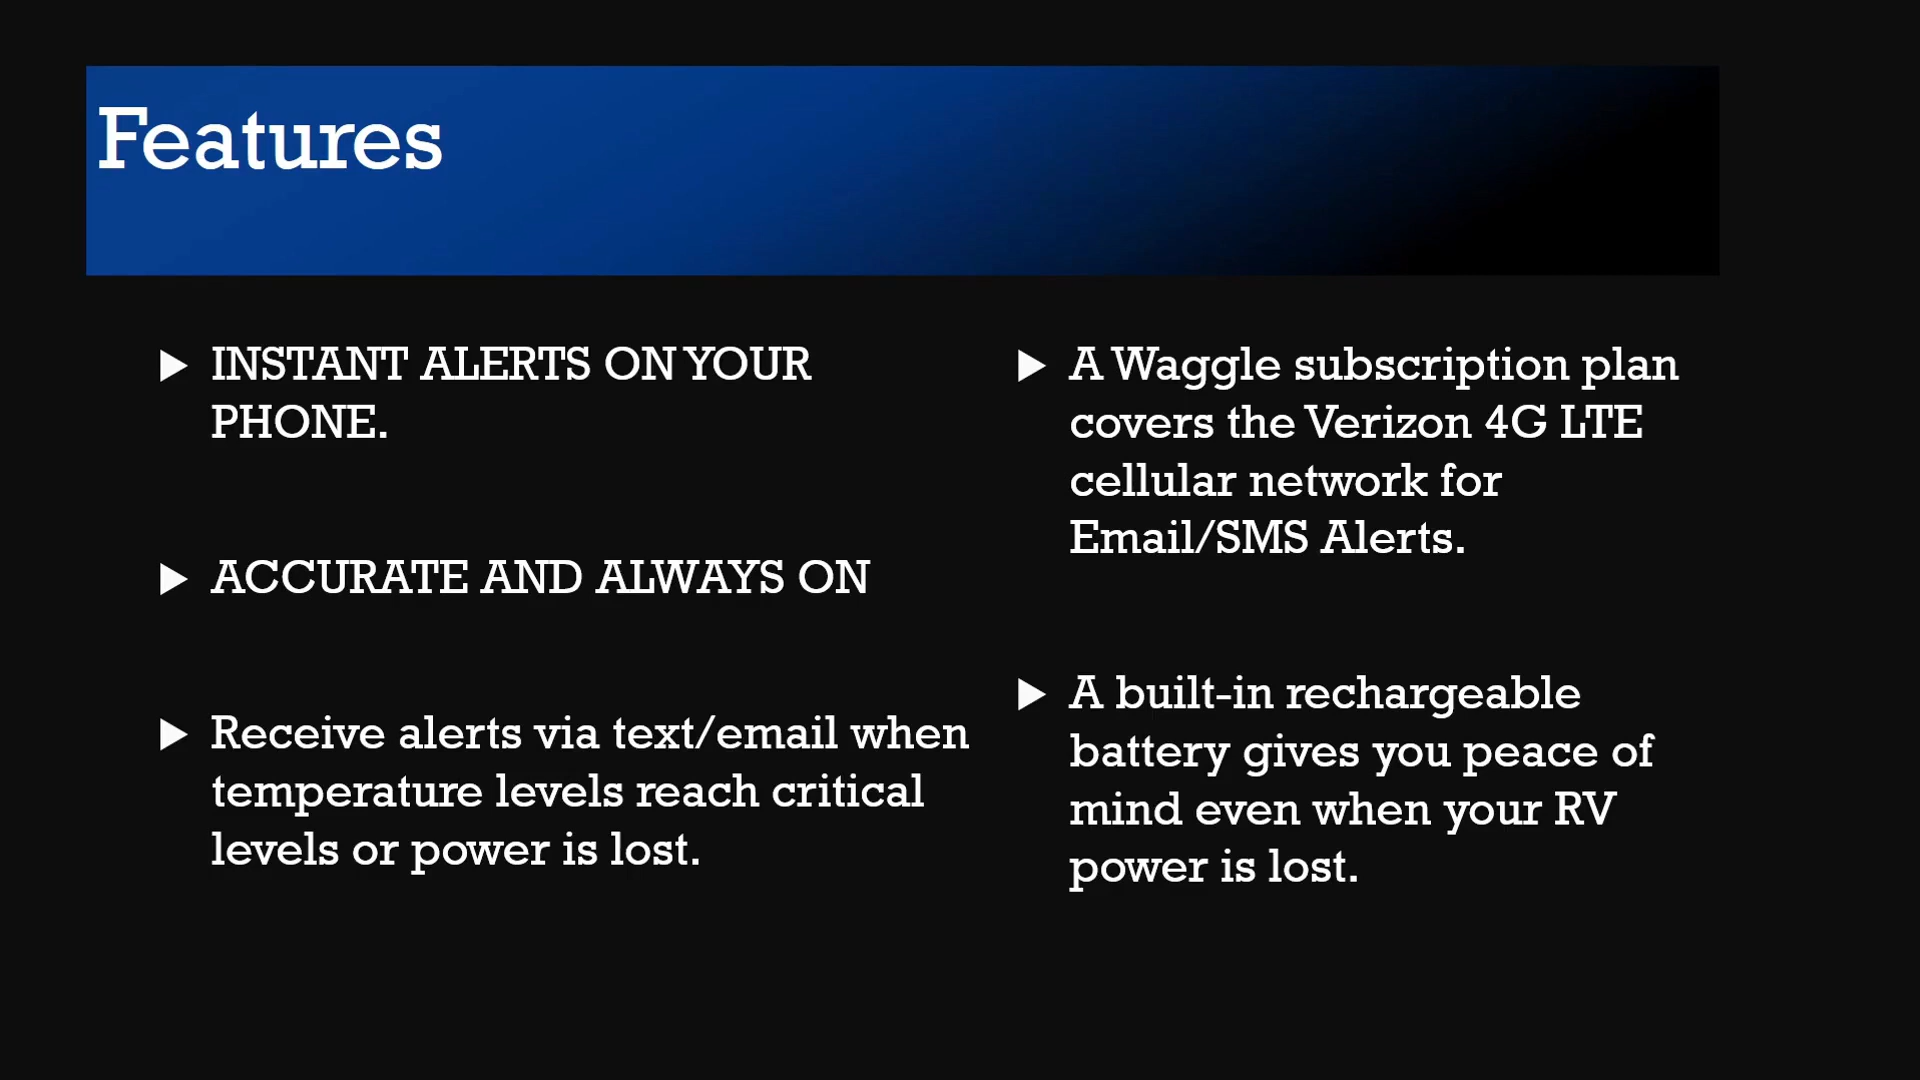 Features
INSTANT ALERTS ON YOUR
PHONE.
ACCURATE AND ALWAYS ON
Receive alerts via text/email when
temperature levels reach critical
levels or power is lost.
A Waggle subscription plan
covers the Verizon 4G LTE
cellular network for
Email/SMS Alerts.
A built-in rechargeable
battery gives you peace of
mind even when your RV
power is lost.